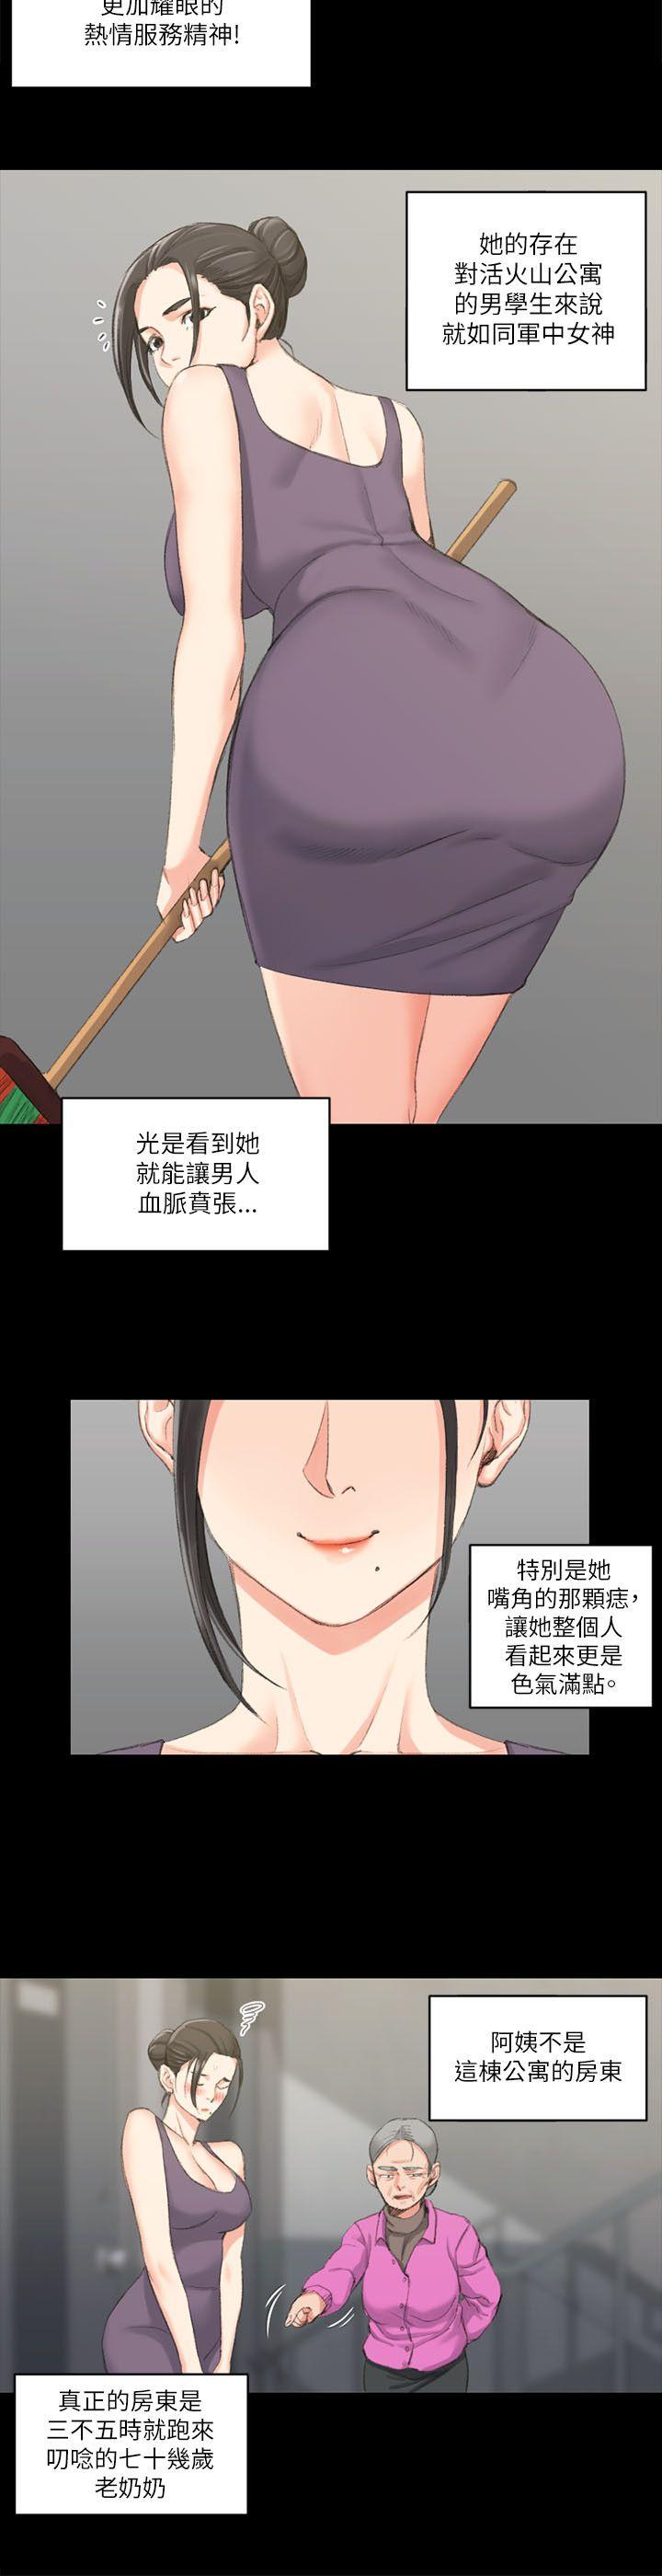 更加耀眼的
熱情服務精神!
她的存在
對活火山公寓
的男學生來說
就如同軍中女神
光是看到她
就能讓男人
血脈賁張...
特別是她
嘴角的那顆痣,
讓她整個人
看起來更是
色氣滿點。
阿姨不是
這棟公寓的房東
真正的房東是
三不五時就跑來
叨唸的七十幾歲
老奶奶